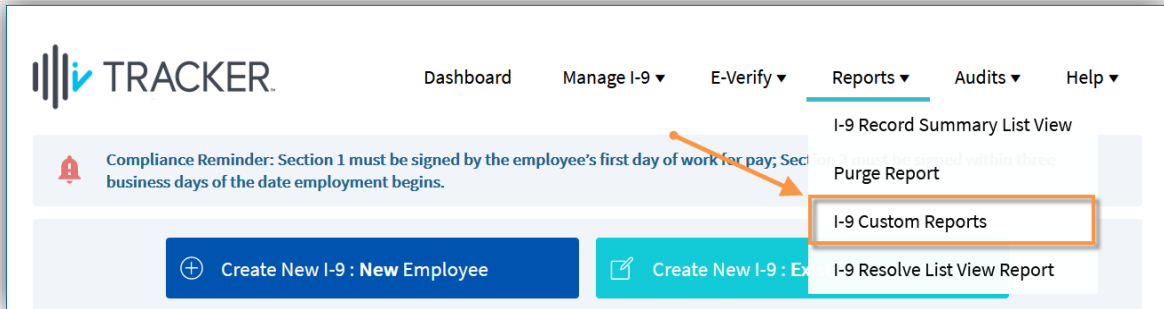 TRACKER
Dashboard
Manage I-9 ▾
E-Verify ▾
Reports ▾
Audits ▾
Help ▾
I-9 Record Summary List View
Purge Report
I-9 Custom Reports
I-9 Resolve List View Report
Compliance Reminder: Section 1 must be signed by the employee's first day of work for pay; Section 2 must be signed within three
business days of the date employment begins.
Create New I-9 : New Employee
Create New I-9 :